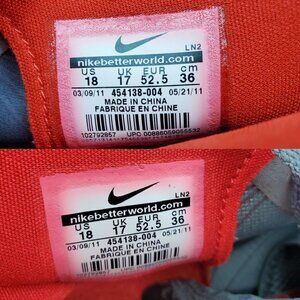 LN2
nikebetterworld.com.
US UK EUR cm
18 17 52.5 36
03/09/11 454138-004 05/21/11
MADE IN CHINA
FABRIQUE EN CHINE
102792857 UPC
LN2
nikebetterworld.com.
US UK EUR cm
18 17 52.5 36
03/09/11 454138-004 05/21/11
MADE IN CHINA
FABRIQUE EN CHINE